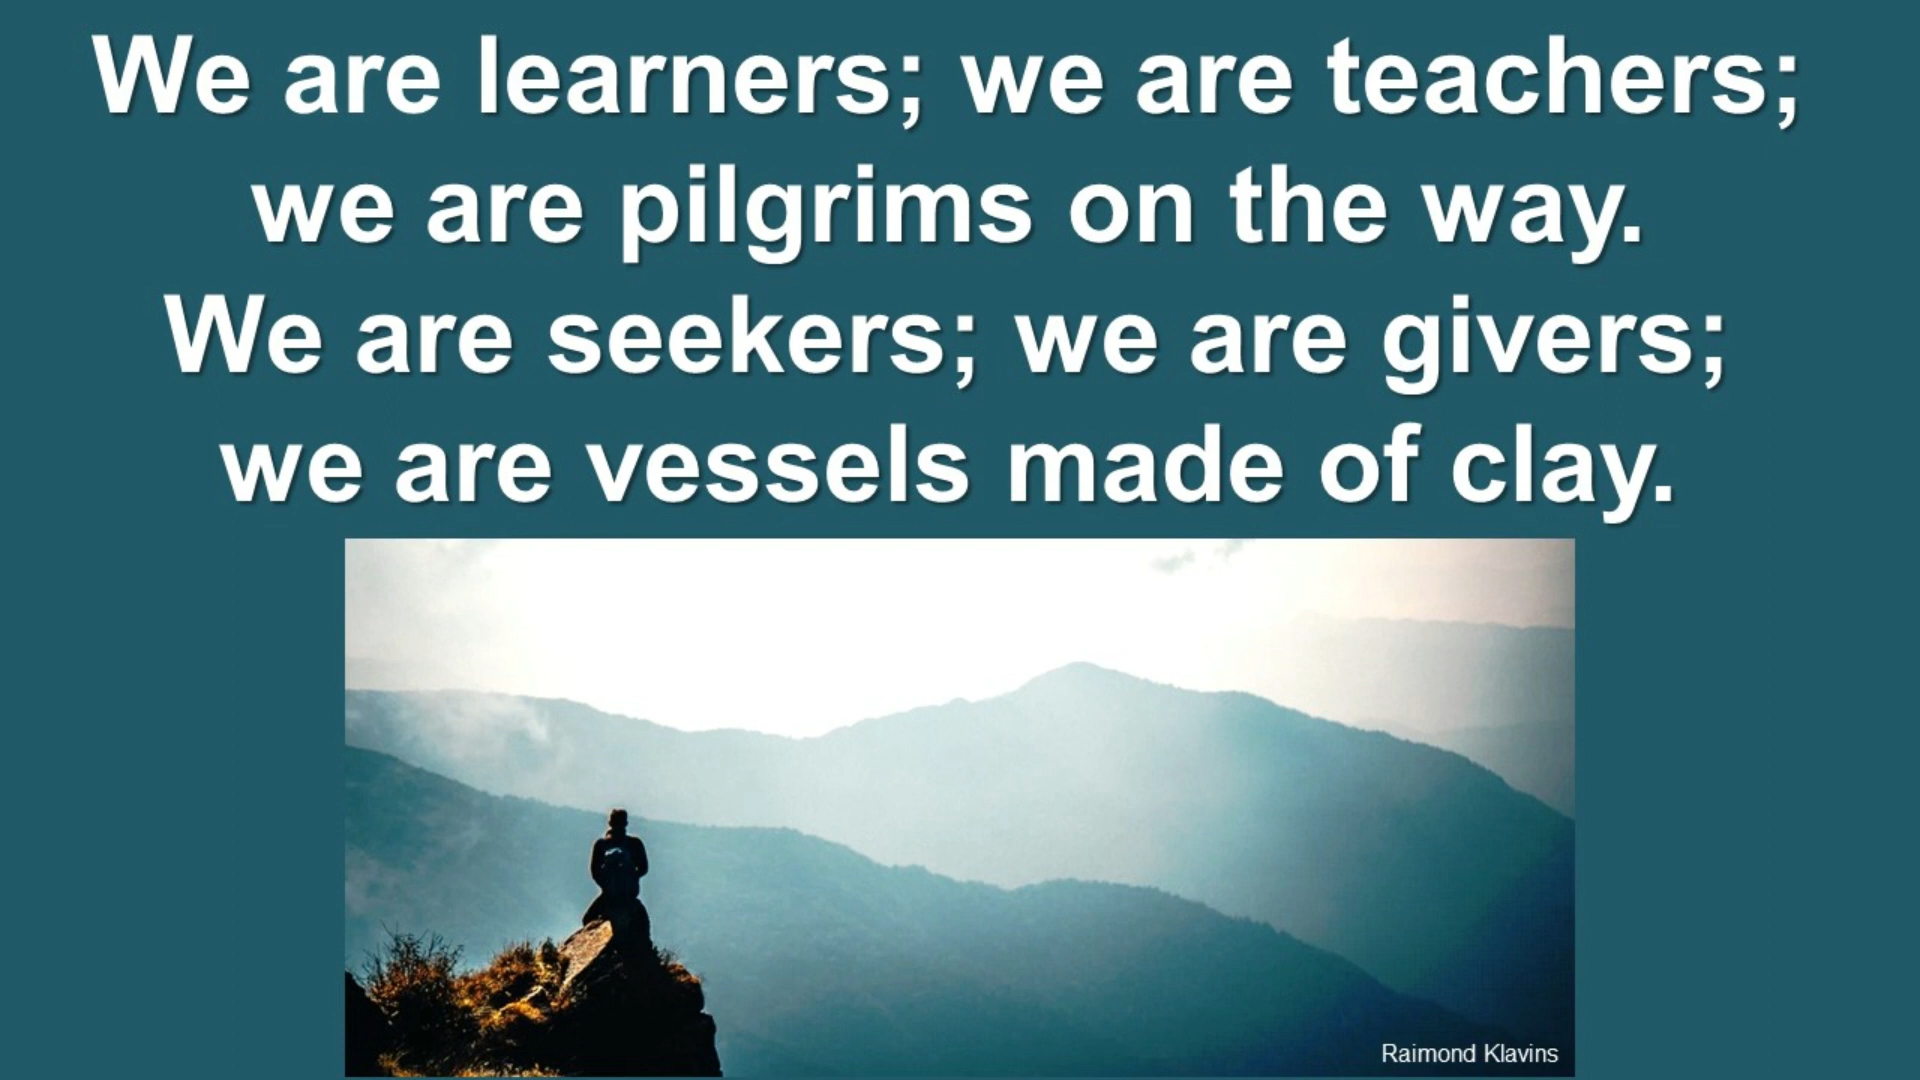 We are learners; we are teachers;
we are pilgrims on the way.
We are seekers; we are givers;
we are vessels made of clay.
Raimond Klavins